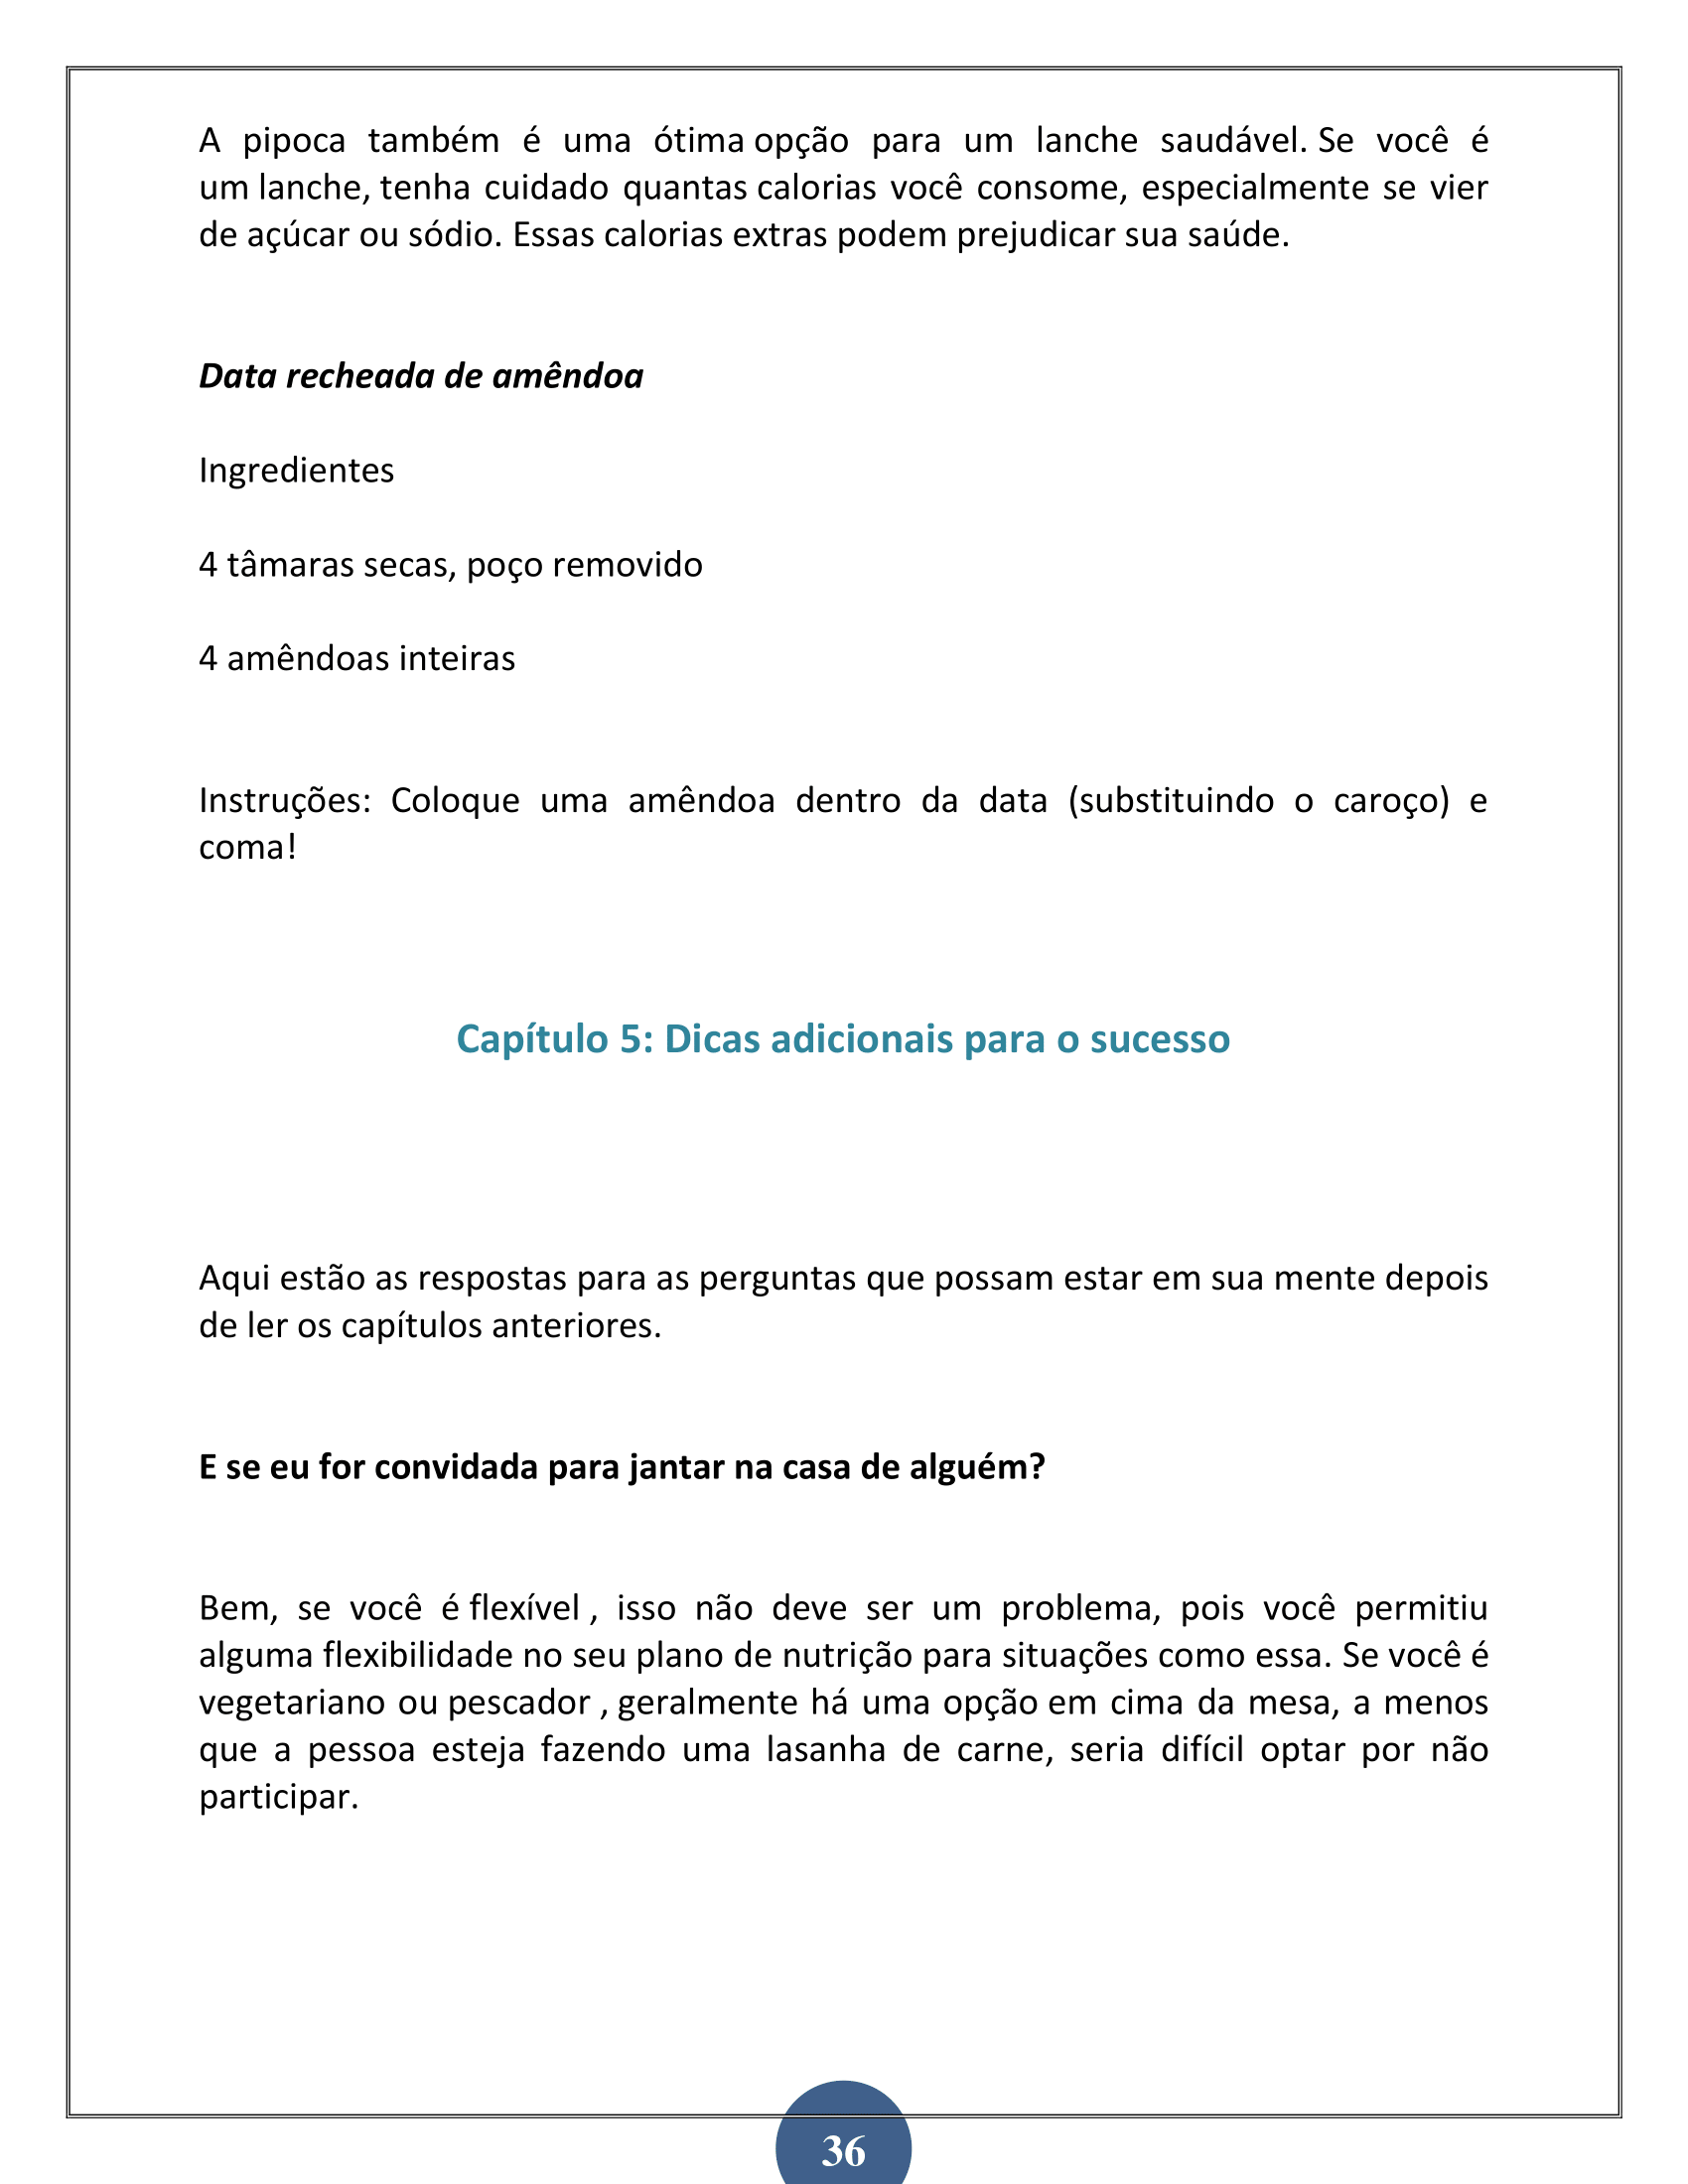 A pipoca também é uma ótima opção para um lanche saudável. Se você é
um lanche, tenha cuidado quantas calorias você consome, especialmente se vier
de açúcar ou sódio. Essas calorias extras podem prejudicar sua saúde.
Data recheada de amêndoa
Ingredientes
4 tâmaras secas, poço removido
4 amêndoas inteiras
Instruções: Coloque uma amêndoa dentro da data (substituindo o caroço) e
coma!
Capítulo 5: Dicas adicionais para o sucesso
Aqui estão as respostas para as perguntas que possam estar em sua mente depois
de ler os capítulos anteriores.
E se eu for convidada para jantar na casa de alguém?
Bem, se você é flexível , isso não deve ser um problema, pois você permitiu
alguma flexibilidade no seu plano de nutrição para situações como essa. Se você é
vegetariano ou pescador , geralmente há uma opção em cima da mesa, a menos
que a pessoa esteja fazendo uma lasanha de carne, seria difícil optar por não
participar.
36